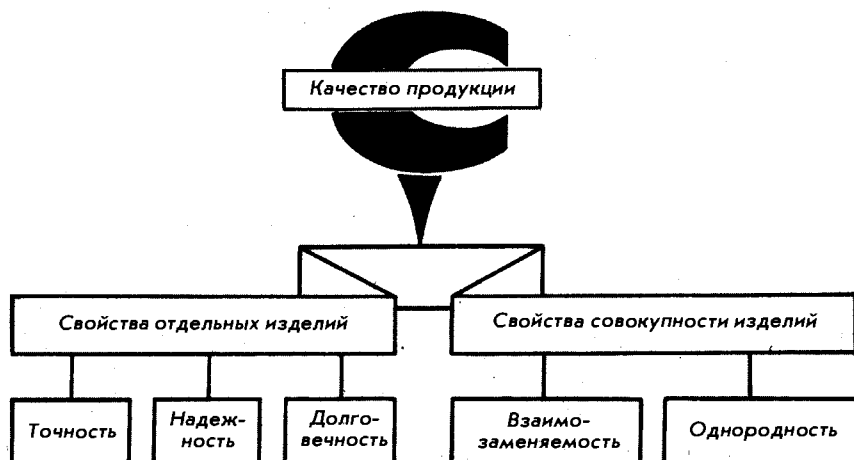 Качество продукции
Свойства отдельных изделий
Свойства совокупности изделий
Точность
Надеж-
ность
Долго-
вечность
Взаимо-
заменяемость
Однородность